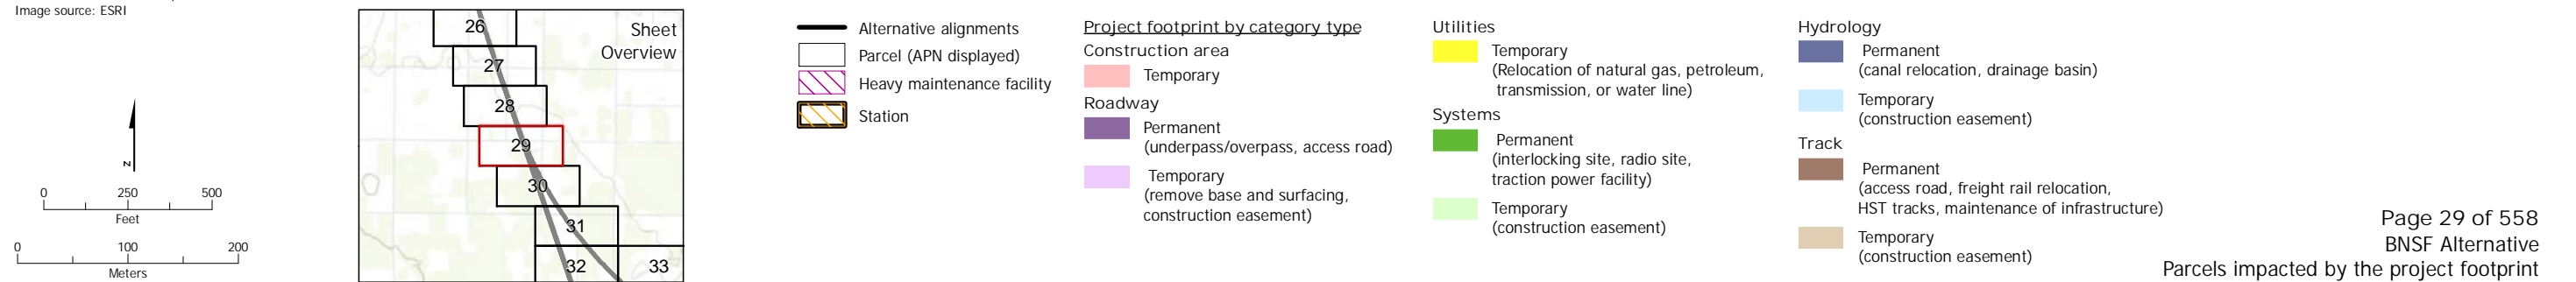 Image source: ESRI
N
0 250 500
Feet
0 100 200
Meters
Sheet
Overview
26
27
28
29
30
31
32 33
Alternative alignments
Parcel (APN displayed)
Heavy maintenance facility
Station
Project footprint by category type
Construction area
Temporary
Roadway
Permanent
(underpass/overpass, access road)
Temporary
(remove base and surfacing,
construction easement)
Utilities
Temporary
(Relocation of natural gas, petroleum,
transmission, or water line)
Systems
Permanent
(interlocking site, radio site,
traction power facility)
Temporary
(construction easement)
Hydrology
Permanent
(canal relocation, drainage basin)
Temporary
(construction easement)
Track
Permanent
(access road, freight rail relocation,
HST tracks, maintenance of infrastructure)
Temporary
(construction easement)
Page 29 of 558
BNSF Alternative
Parcels impacted by the project footprint